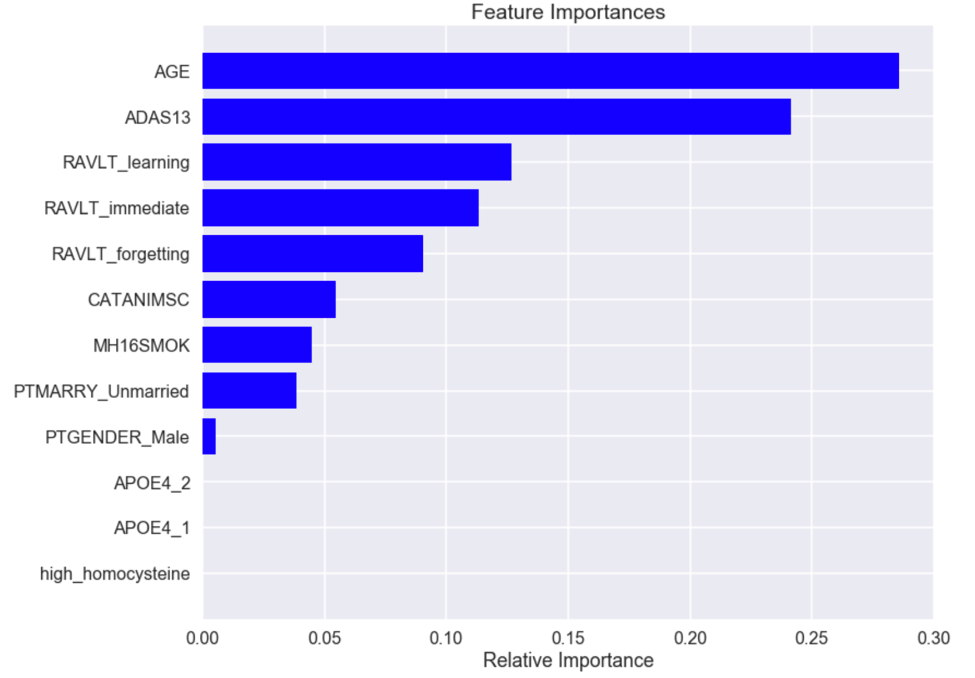 Feature Importances
AGE
ADAS13
RAVLT_learning
RAVLT_immediate
RAVLT_forgetting
CATANIMSC
MH16SMOK
PTMARRY_Unmarried
PTGENDER_Male
APOE4_2
APOE4_1
high_homocysteine
0.00 0.05 0.10 0.15 0.20 0.25 0.30
Relative Importance